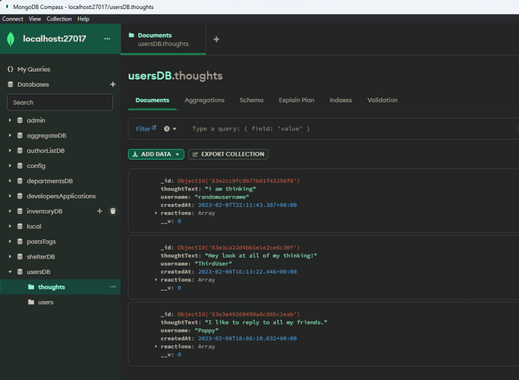 MongoDB Compass - localhost:27017/usersDB.thoughts
Connect View Collection Help
localhost:27017
Documents
usersDB.thoughts
My Queries
Databases
Search
admin
aggregateDB
authorListDB
config
departmentsDB
developersApplications
inventoryDB
local
postsTags
shelterDB
usersDB
thoughts
users
usersDB.thoughts
Documents Aggregations Schema Explain Plan Indexes Validation
Filter Type a query: { field: 'value' }
ADD DATA EXPORT COLLECTION
_id: ObjectId('63e2cc9fc9b77b81f43288f0')
thoughtText: "i am thinking"
username: "randomusername"
createdAt: 2023-02-07T22:11:43.387+00:00
reactions: Array
__v: 0
_id: ObjectId('63e3ca22d4bb1e1e2ce6c30f')
thoughtText: "Hey look at all of my thinking!"
username: "ThirdUser"
createdAt: 2023-02-08T16:13:22.446+00:00
reactions: Array
__v: 0
thoughtText: "I like to reply to all my friends."
username: "Poppy"
createdAt: 2023-02-08T18:06:10.632+00:00
reactions: Array
__v: 0